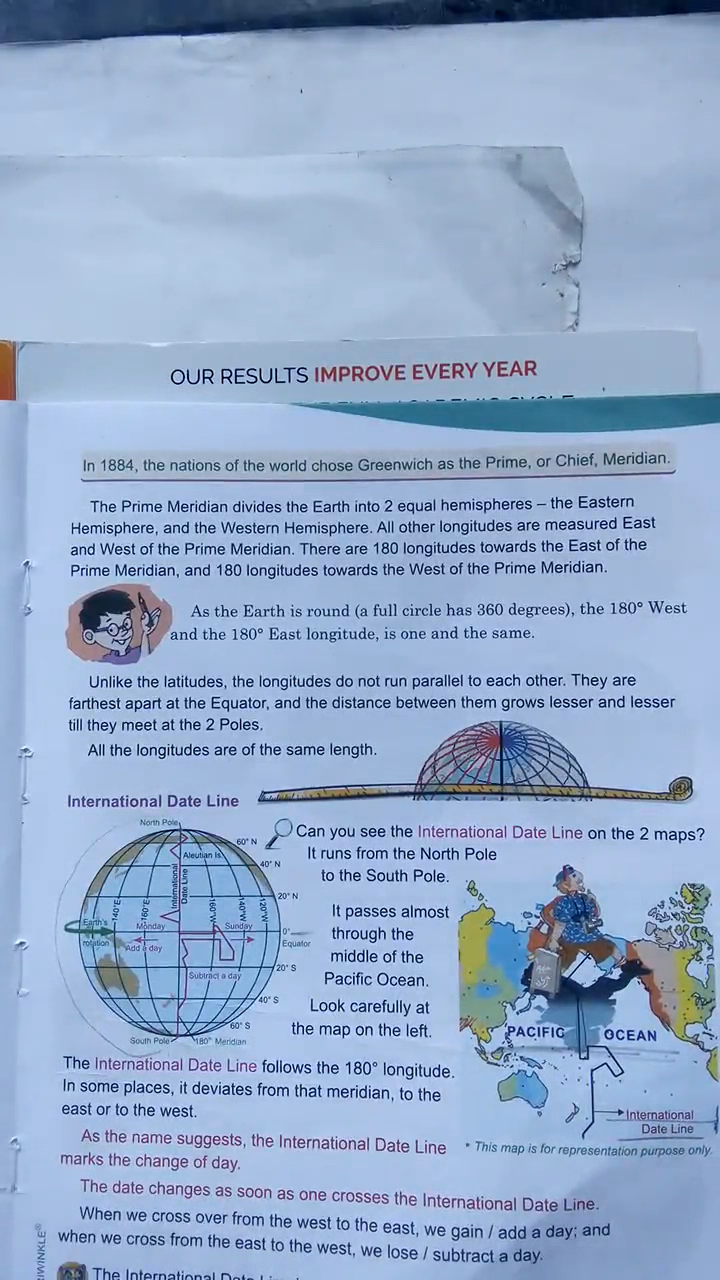 OUR RESULTS IMPROVE EVERY YEAR
In 1884, the nations of the world chose Greenwich as the Prime, or Chief, Meridian.
The Prime Meridian divides the Earth into 2 equal hemispheres – the Eastern
Hemisphere, and the Western Hemisphere. All other longitudes are measured East
and West of the Prime Meridian. There are 180 longitudes towards the East of the
Prime Meridian, and 180 longitudes towards the West of the Prime Meridian.
As the Earth is round (a full circle has 360 degrees), the 180° West
and the 180° East longitude, is one and the same.
Unlike the latitudes, the longitudes do not run parallel to each other. They are
farthest apart at the Equator, and the distance between them grows lesser and lesser
till they meet at the 2 Poles.
All the longitudes are of the same length.
International Date Line
North Pole
60° N
Aleutian Is.
40° N
International
Date Line
20° N
140°E
160°E
160°W
140°W
120°W
Earth's
rotation
Monday
Sunday
0°
Equator
Add a day
Subtract a day
20° S
40° S
60° S
South Pole
180° Meridian
Can you see the International Date Line on the 2 maps?
It runs from the North Pole
to the South Pole.
It passes almost
through the
middle of the
Pacific Ocean.
Look carefully at
the map on the left.
PACIFIC OCEAN
International
Date Line
* This map is for representation purpose only.
The International Date Line follows the 180° longitude.
In some places, it deviates from that meridian, to the
east or to the west.
As the name suggests, the International Date Line
marks the change of day.
The date changes as soon as one crosses the International Date Line.
When we cross over from the west to the east, we gain / add a day; and
when we cross from the east to the west, we lose / subtract a day.
The International Date Line